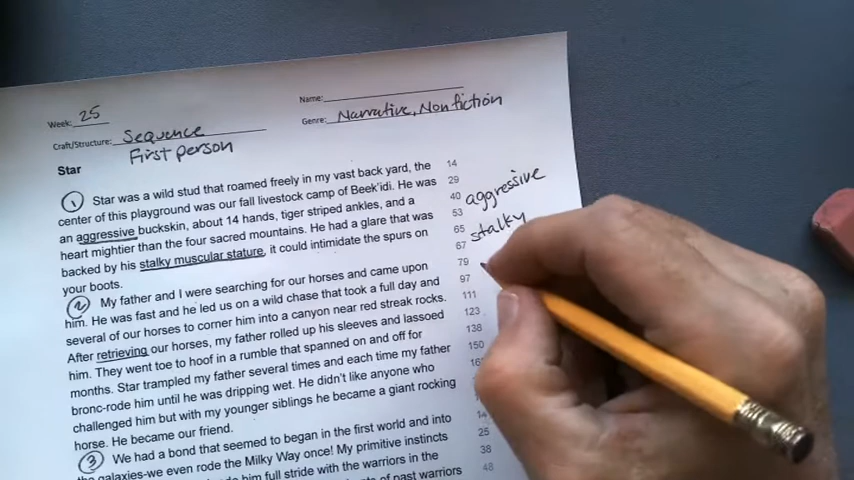 Week: 25
Name:
Craft/Structure: Sequence
Genre: Narrative, Nonfiction
First person
Star
1 Star was a wild stud that roamed freely in my vast back yard, the 14
center of this playground was our fall livestock camp of Beek'idi. He was 29
an aggressive buckskin, about 14 hands, tiger striped ankles, and a 40 aggressive
heart mightier than the four sacred mountains. He had a glare that was 53
backed by his stalky muscular stature, it could intimidate the spurs on 65 stalky
your boots. 67
2 My father and I were searching for our horses and came upon 79
him. He was fast and he led us on a wild chase that took a full day and 97
several of our horses to corner him into a canyon near red streak rocks. 111
After retrieving our horses, my father rolled up his sleeves and lassoed 123
him. They went toe to hoof in a rumble that spanned on and off for 138
months. Star trampled my father several times and each time my father 150
bronc-rode him until he was dripping wet. He didn't like anyone who
challenged him but with my younger siblings he became a giant rocking
horse. He became our friend.
3 We had a bond that seemed to began in the first world and into 14
the galaxies-we even rode the Milky Way once! My primitive instincts 25
him full stride with the warriors in the 38
of past warriors 48